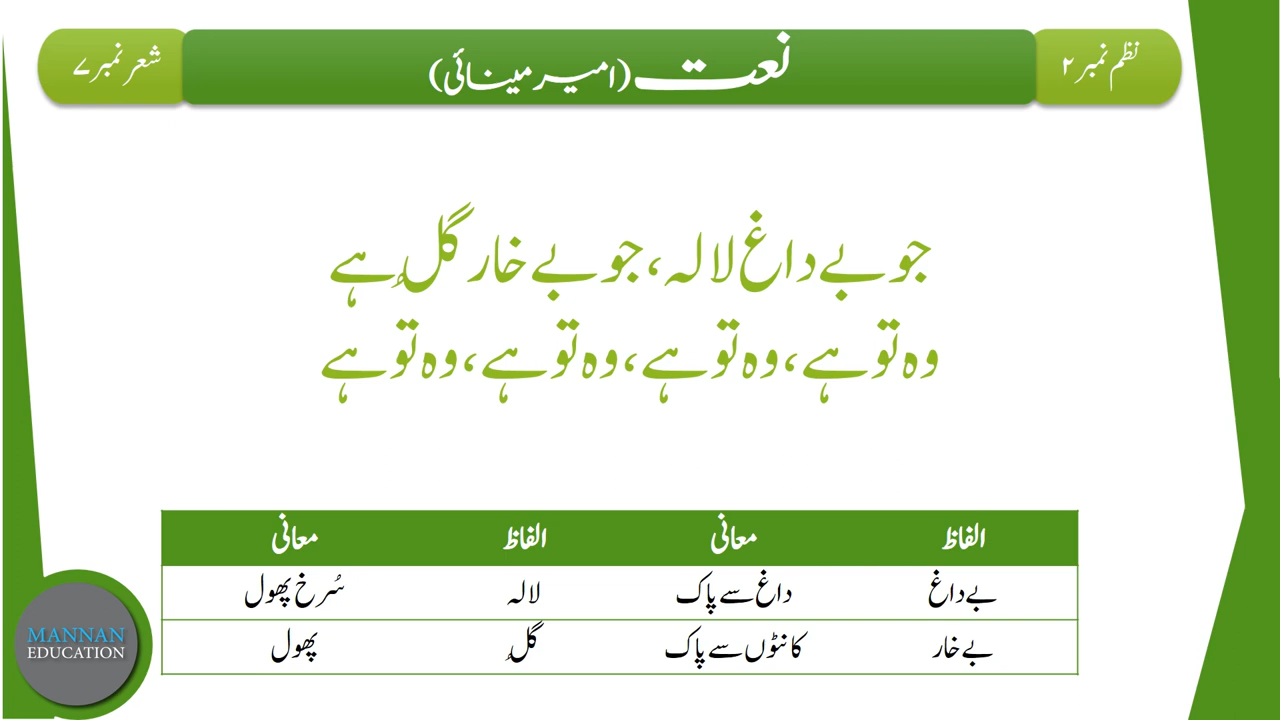 نظم نمبر ۲
نعت (امیر مینائی)
شعر نمبر ۷
جو بے داغ لالہ، جو بے خار گُل ہے
وہ تو ہے، وہ تو ہے، وہ تو ہے، وہ تو ہے
الفاظ معانی الفاظ معانی
بے داغ داغ سے پاک لالہ سُرخ پھول
بے خار کانٹوں سے پاک گُل پھول
MANNAN
EDUCATION